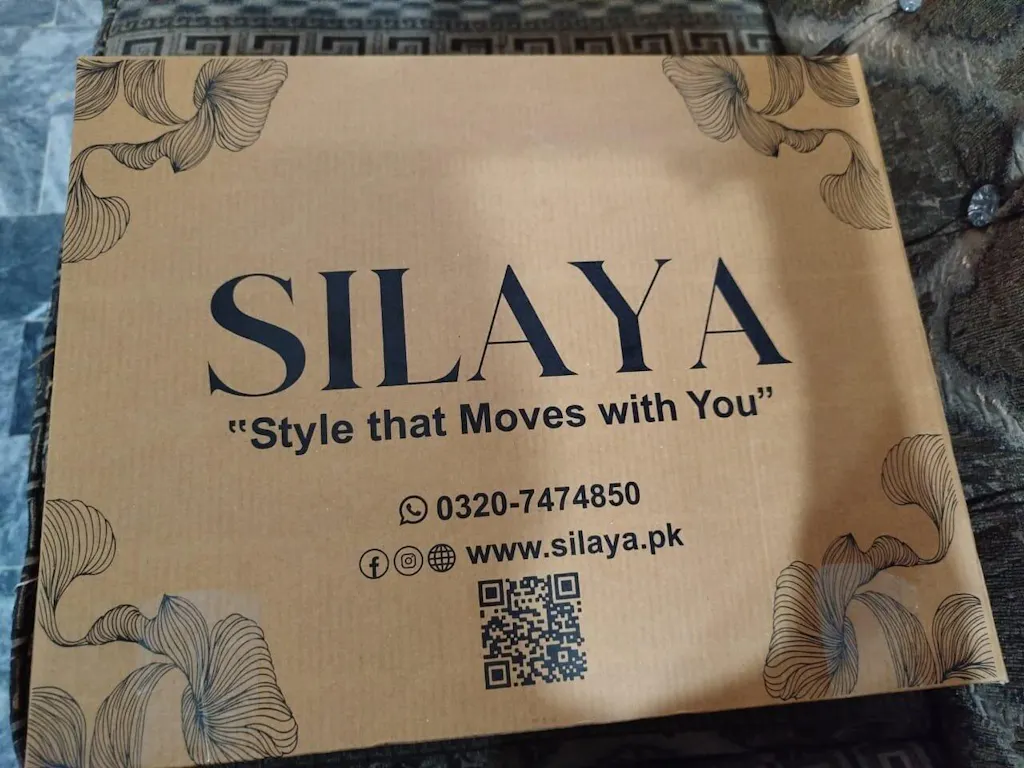 SILAYA
"Style that Moves with You"
0320-7474850
www.silaya.pk